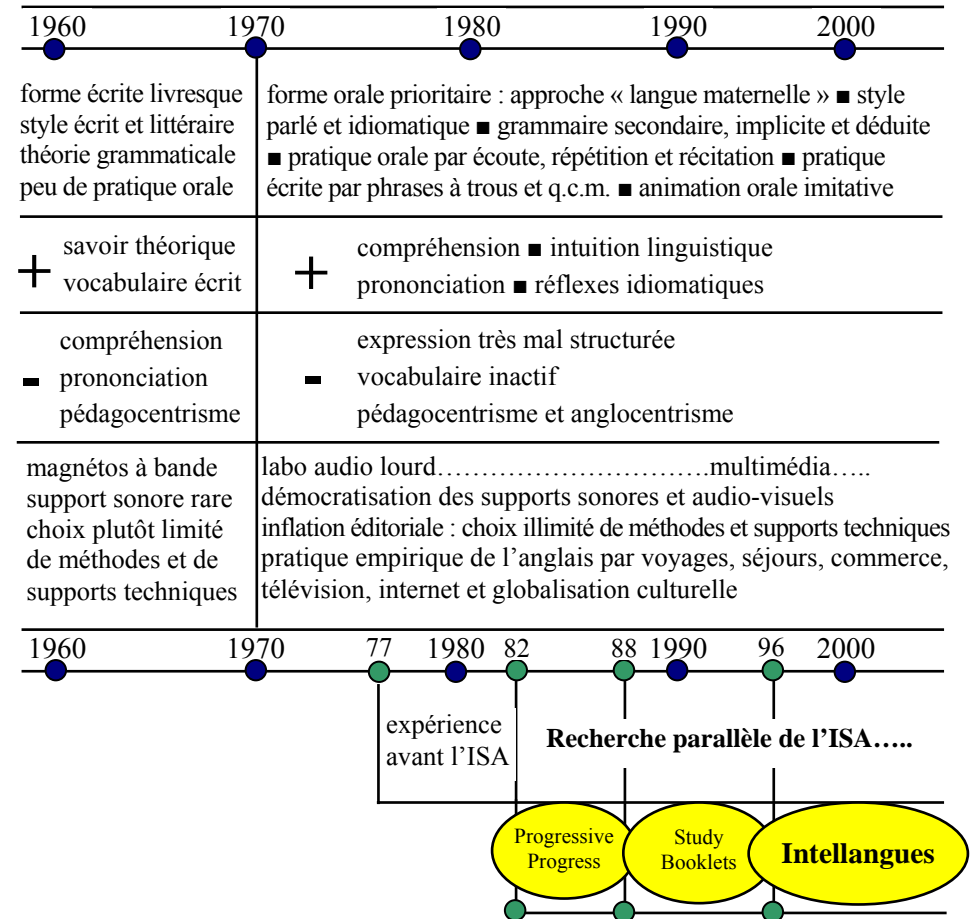 1960 1970 1980 1990 2000
forme écrite livresque
style écrit et littéraire
théorie grammaticale
peu de pratique orale
forme orale prioritaire : approche « langue maternelle » ■ style
parlé et idiomatique ■ grammaire secondaire, implicite et déduite
■ pratique orale par écoute, répétition et récitation ■ pratique
écrite par phrases à trous et q.c.m. ■ animation orale imitative
+
savoir théorique
vocabulaire écrit
+
compréhension ■ intuition linguistique
prononciation ■ réflexes idiomatiques
-
compréhension
prononciation
pédagocentrisme
-
expression très mal structurée
vocabulaire inactif
pédagocentrisme et anglocentrisme
magnétos à bande
support sonore rare
choix plutôt limité
de méthodes et de
supports techniques
labo audio lourd……………………………multimédia…..
démocratisation des supports sonores et audio-visuels
inflation éditoriale : choix illimité de méthodes et supports techniques
pratique empirique de l’anglais par voyages, séjours, commerce,
télévision, internet et globalisation culturelle
1960 1970 77 1980 82 88 1990 96 2000
expérience
avant l’ISA
Recherche parallèle de l’ISA…..
Progressive
Progress
Study
Booklets
Intellangues